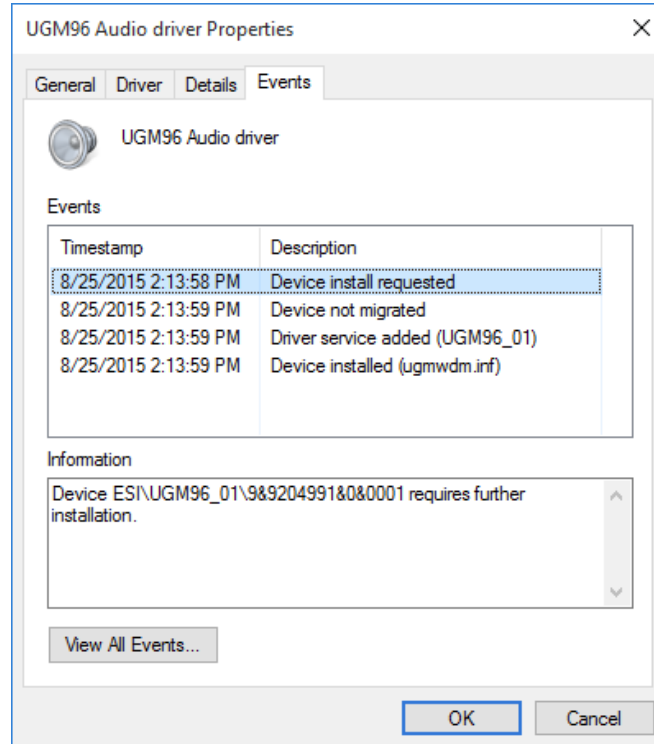 UGM96 Audio driver Properties
General Driver Details Events
UGM96 Audio driver
Events
Timestamp Description
8/25/2015 2:13:58 PM Device install requested
8/25/2015 2:13:59 PM Device not migrated
8/25/2015 2:13:59 PM Driver service added (UGM96_01)
8/25/2015 2:13:59 PM Device installed (ugmwdm.inf)
Information
Device ESI\UGM96_01\9&9204991&0&0001 requires further
installation.
View All Events...
OK Cancel